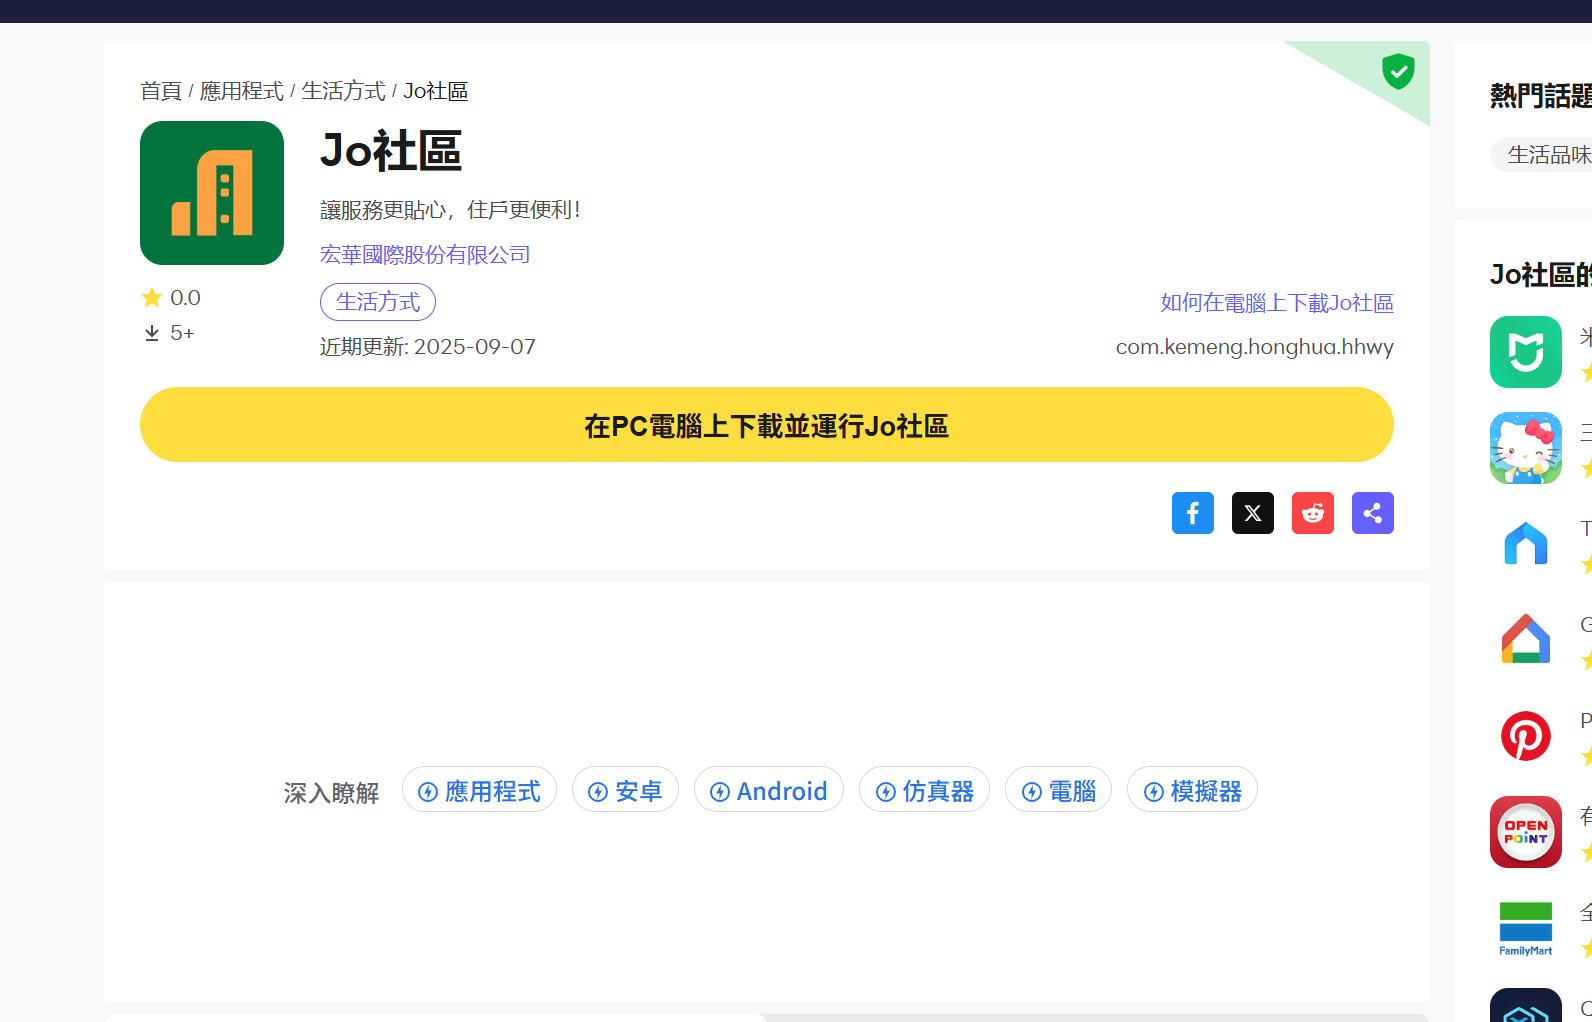 首頁 / 應用程式 / 生活方式 / Jo社區
Jo社區
讓服務更貼心，住戶更便利！
宏華國際股份有限公司
0.0
生活方式
如何在電腦上下載Jo社區
5+
近期更新: 2025-09-07
com.kemeng.honghua.hhwy
在PC電腦上下載並運行Jo社區
深入瞭解
應用程式
安卓
Android
仿真器
電腦
模擬器
熱門話題
生活品味
Jo社區的
米
三
T
G
P
OPEN
POINT
有
全
FamilyMart